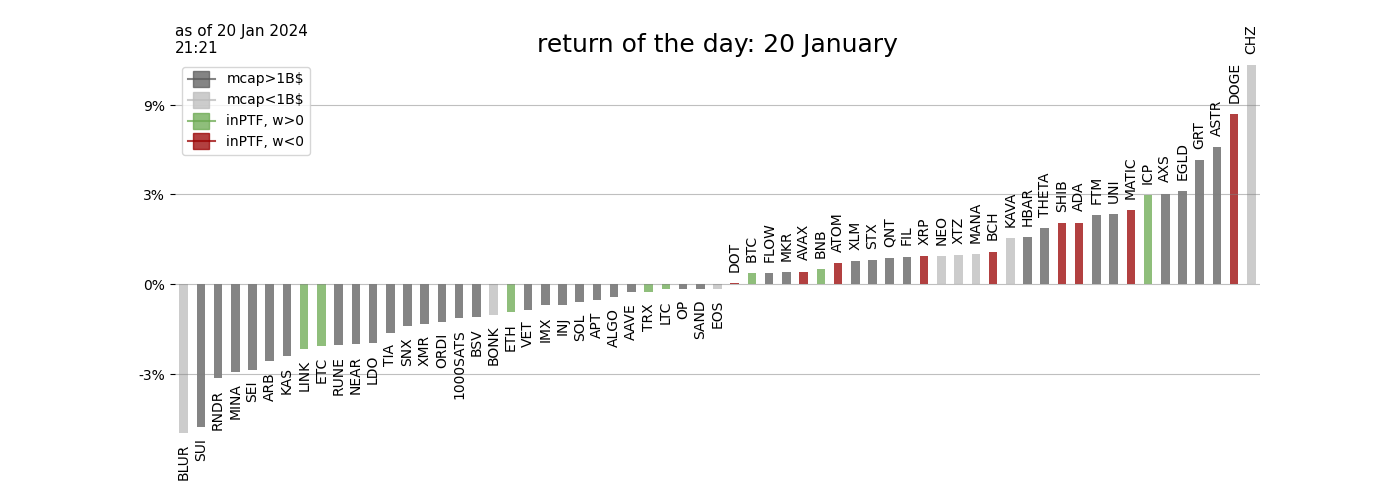 as of 20 Jan 2024
21:21
return of the day: 20 January
mcap>1B$
mcap<1B$
inPTF, w>0
inPTF, w<0
9%
3%
0%
-3%
BLUR
SUI
RNDR
MINA
SEI
ARB
KAS
LINK
ETC
RUNE
NEAR
LDO
TIA
SNX
XMR
ORDI
1000SATS
BSV
BONK
ETH
VET
IMX
INJ
SOL
APT
ALGO
AAVE
TRX
LTC
OP
SAND
EOS
DOT
BTC
FLOW
MKR
AVAX
BNB
ATOM
XLM
STX
QNT
FIL
XRP
NEO
XTZ
MANA
BCH
KAVA
HBAR
THETA
SHIB
ADA
FTM
UNI
MATIC
ICP
AXS
EGLD
GRT
ASTR
DOGE
CHZ